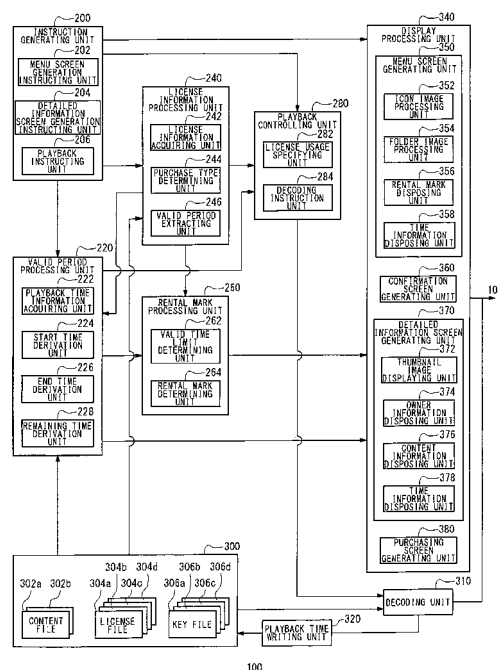 200
INSTRUCTION
GENERATING UNIT
202
MENU SCREEN
GENERATION
INSTRUCTING UNIT
204
DETAILED
INFORMATION
SCREEN GENERATION
INSTRUCTING UNIT
206
PLAYBACK
INSTRUCTING
UNIT
220
VALID PERIOD
PROCESSING UNIT
222
PLAYBACK TIME
INFORMATION
ACQUIRING UNIT
224
START TIME
DERIVATION
UNIT
226
END TIME
DERIVATION
UNIT
228
REMAINING TIME
DERIVATION
UNIT
240
LICENSE
INFORMATION
PROCESSING UNIT
242
LICENSE
INFORMATION
ACQUIRING UNIT
244
PURCHASE TYPE
DETERMINING
UNIT
246
VALID PERIOD
EXTRACTING
UNIT
260
RENTAL MARK
PROCESSING UNIT
262
VALID TIME
LIMIT
DETERMINING
UNIT
264
RENTAL MARK
DETERMINING
UNIT
280
PLAYBACK
CONTROLLING UNIT
282
LICENSE USAGE
SPECIFYING
UNIT
284
DECODING
INSTRUCTION
UNIT
340
DISPLAY
PROCESSING UNIT
350
MENU SCREEN
GENERATING UNIT
352
ICON IMAGE
PROCESSING
UNIT
354
FOLDER IMAGE
PROCESSING
UNIT
356
RENTAL MARK
DISPOSING
UNIT
358
TIME
INFORMATION
DISPOSING UNIT
360
CONFIRMATION
SCREEN
GENERATING UNIT
370
DETAILED
INFORMATION SCREEN
GENERATING UNIT
372
THUMBNAIL
IMAGE
DISPLAYING
UNIT
374
OWNER
INFORMATION
DISPOSING UNIT
376
CONTENT
INFORMATION
DISPOSING UNIT
378
TIME
INFORMATION
DISPOSING UNIT
380
PURCHASING
SCREEN
GENERATING UNIT
10
300
302a
302b
CONTENT
FILE
304a
304b
304c
304d
LICENSE
FILE
306a
306b
306c
306d
KEY FILE
310
DECODING UNIT
320
PLAYBACK TIME
WRITING UNIT
100